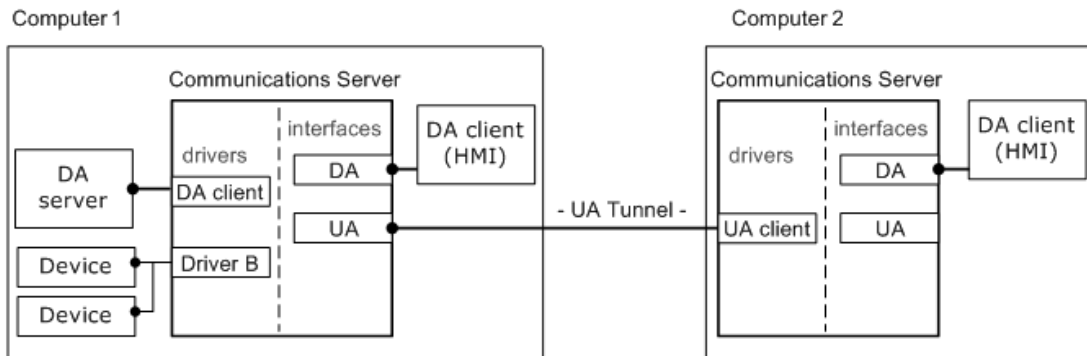 Computer 1
Computer 2
Communications Server
Communications Server
interfaces
drivers
DA client
(HMI)
DA
DA
server
DA client
UA
Driver B
Device
Device
- UA Tunnel -
interfaces
drivers
DA client
(HMI)
DA
UA client
UA